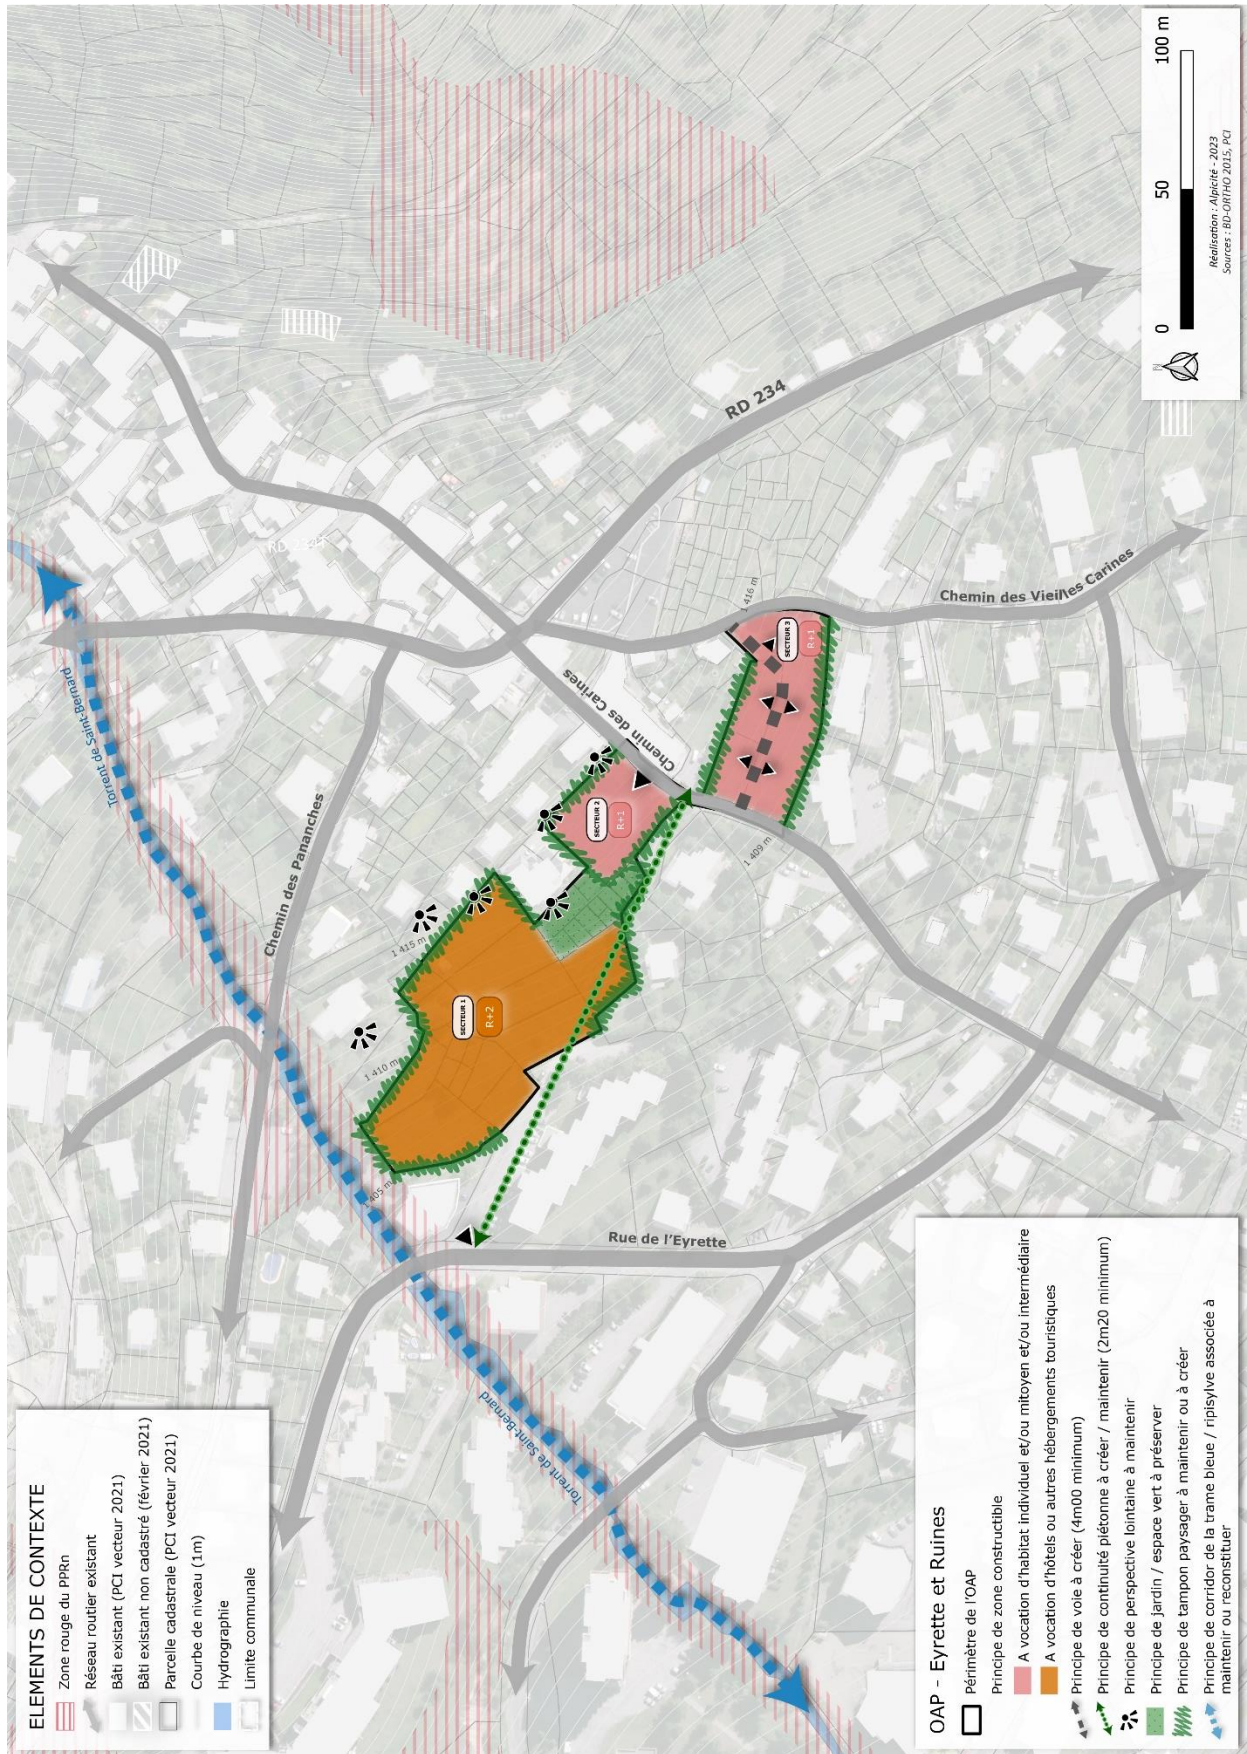 ELEMENTS DE CONTEXTE
Zone rouge du PPRn
Réseau routier existant
Bâti existant (PCI vecteur 2021)
Bâti existant non cadastré (février 2021)
Parcelle cadastrale (PCI vecteur 2021)
Courbe de niveau (1m)
Hydrographie
Limite communale
Torrent de Saint-Bernard
Chemin des Pananches
Torrent de Saint-Bernard
Rue de l'Eyrette
1 405 m
1 410 m
1 415 m
SECTEUR 1
R+2
SECTEUR 2
R+1
Chemin des Carines
1 409 m
1 416 m
SECTEUR 3
R+1
Chemin des Vieilles Carines
RD 234
OAP - Eyrette et Ruines
Périmètre de l'OAP
Principe de zone constructible
A vocation d'habitat individuel et/ou mitoyen et/ou intermédiaire
A vocation d'hôtels ou autres hébergements touristiques
Principe de voie à créer (4m00 minimum)
Principe de continuité piétonne à créer / maintenir (2m20 minimum)
Principe de perspective lointaine à maintenir
Principe de jardin / espace vert à préserver
Principe de tampon paysager à maintenir ou à créer
Principe de corridor de la trame bleue / ripisylve associée à
maintenir ou reconstituer
0 50 100 m
Réalisation : Alpicité - 2023
Sources : BD-ORTHO 2015, PCI